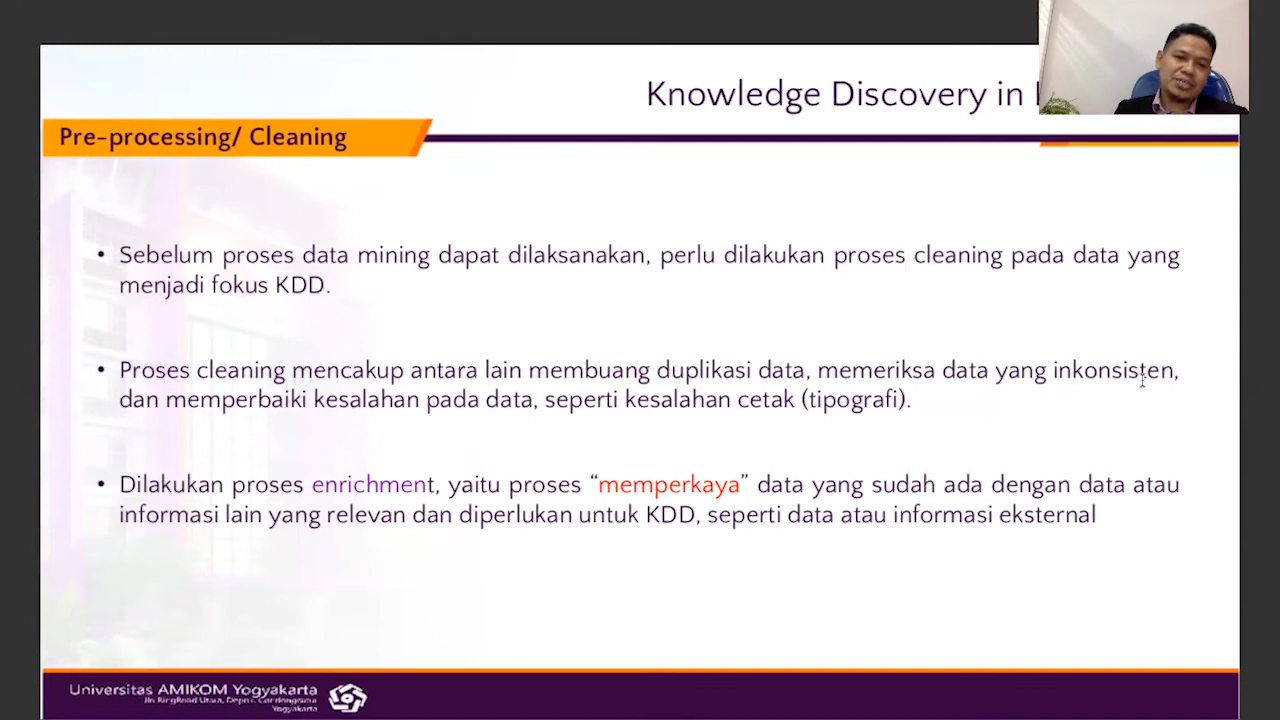 Knowledge Discovery in
Pre-processing/ Cleaning
• Sebelum proses data mining dapat dilaksanakan, perlu dilakukan proses cleaning pada data yang
menjadi fokus KDD.
• Proses cleaning mencakup antara lain membuang duplikasi data, memeriksa data yang inkonsisten,
dan memperbaiki kesalahan pada data, seperti kesalahan cetak (tipografi).
• Dilakukan proses enrichment, yaitu proses “memperkaya” data yang sudah ada dengan data atau
informasi lain yang relevan dan diperlukan untuk KDD, seperti data atau informasi eksternal
Universitas AMIKOM Yogyakarta
Yogyakarta